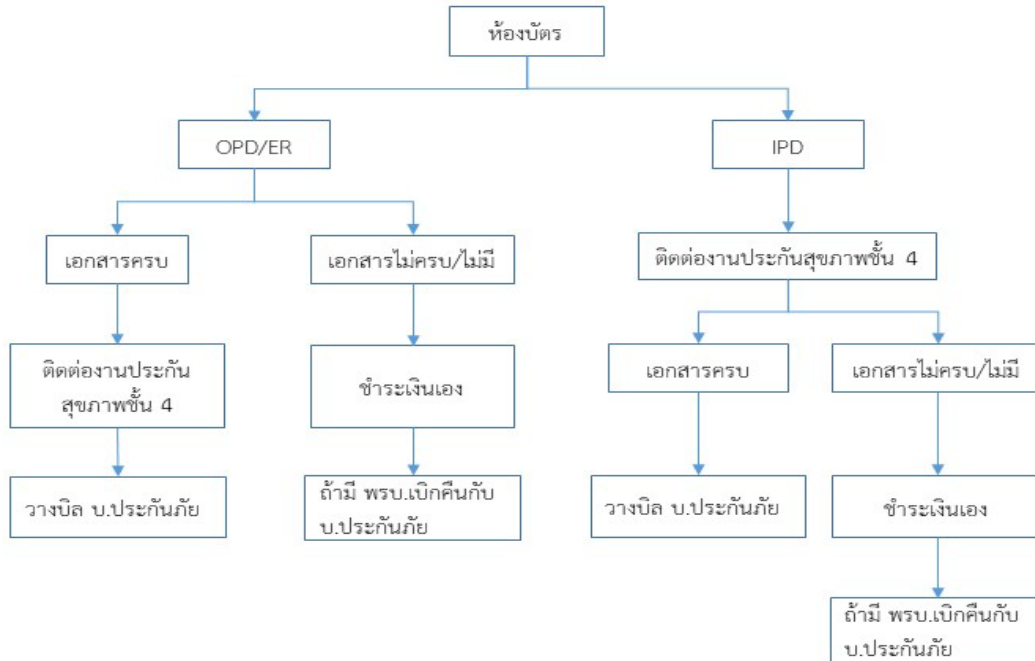 ห้องบัตร
OPD/ER
IPD
เอกสารครบ
เอกสารไม่ครบ/ไม่มี
ติดต่องานประกันสุขภาพชั้น 4
ติดต่องานประกัน
สุขภาพชั้น 4
ชำระเงินเอง
เอกสารครบ
เอกสารไม่ครบ/ไม่มี
วางบิล บ.ประกันภัย
ถ้ามี พรบ.เบิกคืนกับ
บ.ประกันภัย
วางบิล บ.ประกันภัย
ชำระเงินเอง
ถ้ามี พรบ.เบิกคืนกับ
บ.ประกันภัย